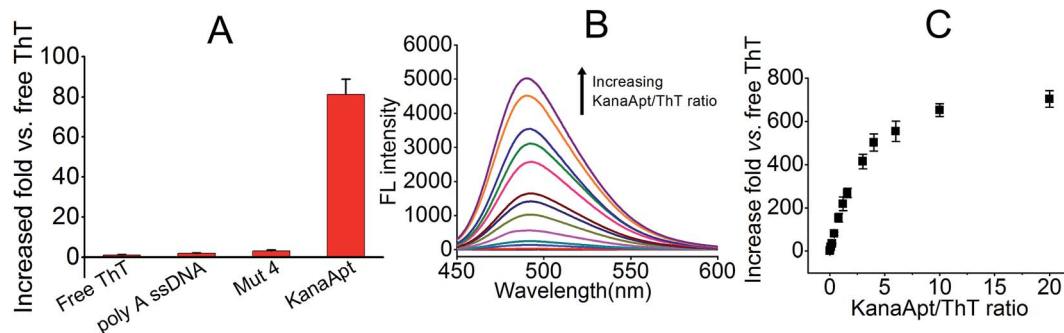 A
Increased fold vs. free ThT
100
80
60
40
20
0
Free ThT
poly A ssDNA
Mut 4
KanaApt
B
FL intensity
6000
5000
4000
3000
2000
1000
0
Increasing
KanaApt/ThT ratio
450 500 550 600
Wavelength(nm)
C
Increase fold vs. free ThT
800
600
400
200
0
0 5 10 15 20
KanaApt/ThT ratio